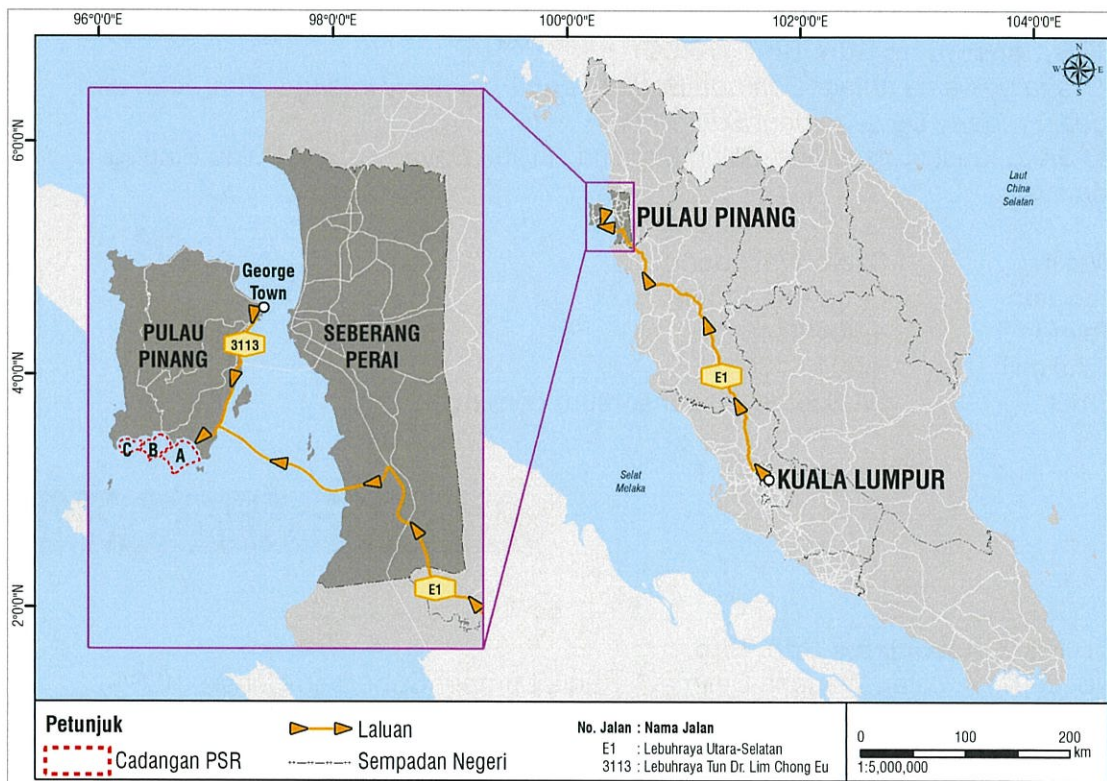 96°0'0"E
98°0'0"E
100°0'0"E
102°0'0"E
104°0'0"E
6°0'0"N
4°0'0"N
2°0'0"N
N
W
E
S
Laut
China
Selatan
PULAU PINANG
George
Town
PULAU
PINANG
3113
SEBERANG
PERAI
C
B
A
E1
E1
Selat
Melaka
KUALA LUMPUR
Petunjuk
Cadangan PSR
Laluan
Sempadan Negeri
No. Jalan : Nama Jalan
E1 : Lebuhraya Utara-Selatan
3113 : Lebuhraya Tun Dr. Lim Chong Eu
0 100 200
km
1:5,000,000